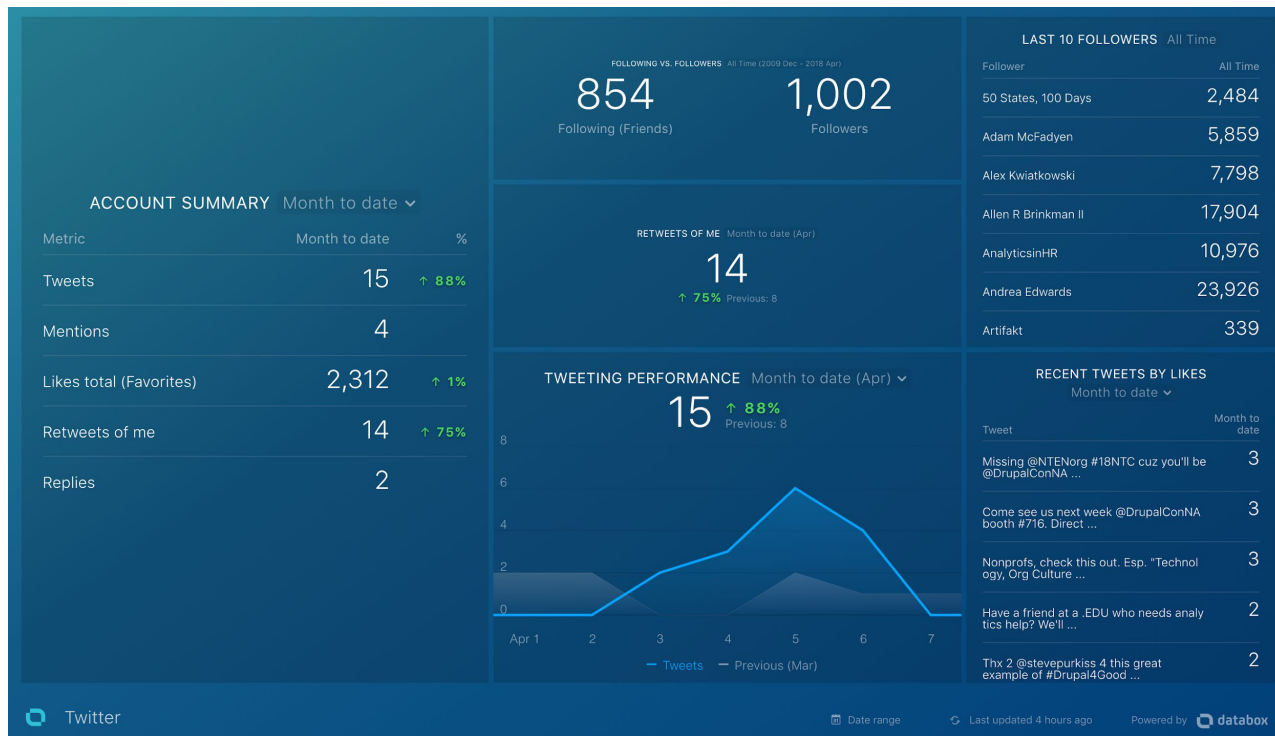 ACCOUNT SUMMARY Month to date
Metric Month to date %
Tweets 15 ↑ 88%
Mentions 4
Likes total (Favorites) 2,312 ↑ 1%
Retweets of me 14 ↑ 75%
Replies 2
FOLLOWING VS. FOLLOWERS All Time (2009 Dec - 2018 Apr)
854 1,002
Following (Friends) Followers
RETWEETS OF ME Month to date (Apr)
14
↑ 75% Previous: 8
TWEETING PERFORMANCE Month to date (Apr)
15 ↑ 88%
Previous: 8
8
6
4
2
0
Apr 1 2 3 4 5 6 7
Tweets Previous (Mar)
LAST 10 FOLLOWERS All Time
Follower All Time
50 States, 100 Days 2,484
Adam McFadyen 5,859
Alex Kwiatkowski 7,798
Allen R Brinkman II 17,904
AnalyticsinHR 10,976
Andrea Edwards 23,926
Artifakt 339
RECENT TWEETS BY LIKES
Month to date
Tweet Month to
date
Missing @NTENorg #18NTC cuz you'll be 3
@DrupalConNA ...
Come see us next week @DrupalConNA 3
booth #716. Direct ...
Nonprofs, check this out. Esp. "Technol 3
ogy, Org Culture ...
Have a friend at a .EDU who needs analy 2
tics help? We'll ...
Thx 2 @stevepurkiss 4 this great 2
example of #Drupal4Good ...
Twitter
Date range Last updated 4 hours ago Powered by databox